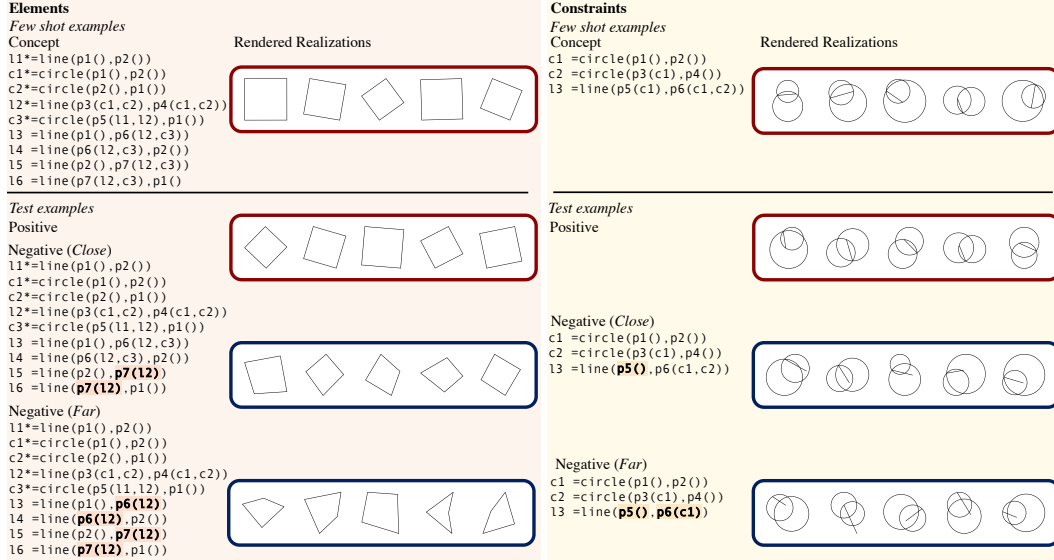 Elements
Few shot examples
Concept
Rendered Realizations
l1*=line(p1(),p2())
c1*=circle(p1(),p2())
c2*=circle(p2(),p1())
l2*=line(p3(c1,c2),p4(c1,c2))
c3*=circle(p5(l1,l2),p1())
l3 =line(p1(),p6(l2,c3))
l4 =line(p6(l2,c3),p2())
l5 =line(p2(),p7(l2,c3))
l6 =line(p7(l2,c3),p1()
Test examples
Positive
Negative (Close)
l1*=line(p1(),p2())
c1*=circle(p1(),p2())
c2*=circle(p2(),p1())
l2*=line(p3(c1,c2),p4(c1,c2))
c3*=circle(p5(l1,l2),p1())
l3 =line(p1(),p6(l2,c3))
l4 =line(p6(l2,c3),p2())
l5 =line(p2(),p7(l2))
l6 =line(p7(l2),p1())
Negative (Far)
l1*=line(p1(),p2())
c1*=circle(p1(),p2())
c2*=circle(p2(),p1())
l2*=line(p3(c1,c2),p4(c1,c2))
c3*=circle(p5(l1,l2),p1())
l3 =line(p1(),p6(l2))
l4 =line(p6(l2),p2())
l5 =line(p2(),p7(l2))
l6 =line(p7(l2),p1())
Constraints
Few shot examples
Concept
Rendered Realizations
c1 =circle(p1(),p2())
c2 =circle(p3(c1),p4())
l3 =line(p5(c1),p6(c1,c2))
Test examples
Positive
Negative (Close)
c1 =circle(p1(),p2())
c2 =circle(p3(c1),p4())
l3 =line(p5(),p6(c1,c2))
Negative (Far)
c1 =circle(p1(),p2())
c2 =circle(p3(c1),p4())
l3 =line(p5(),p6(c1))